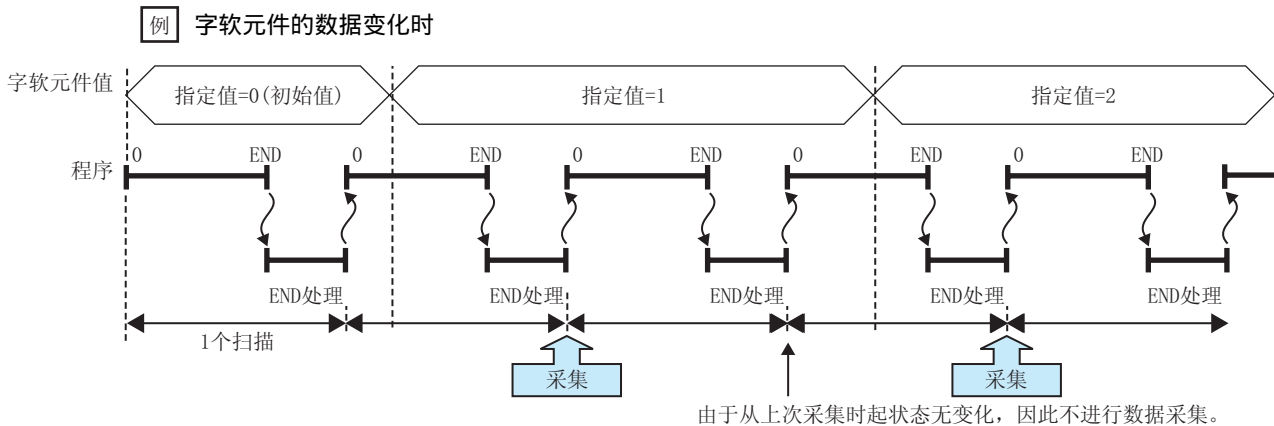 例 字软元件的数据变化时
字软元件值 指定值=0(初始值) 指定值=1 指定值=2
程序 0 END 0 END 0 END 0 END 0 END
END处理 END处理 END处理 END处理 END处理
1个扫描
采集 采集
由于从上次采集时起状态无变化，因此不进行数据采集。